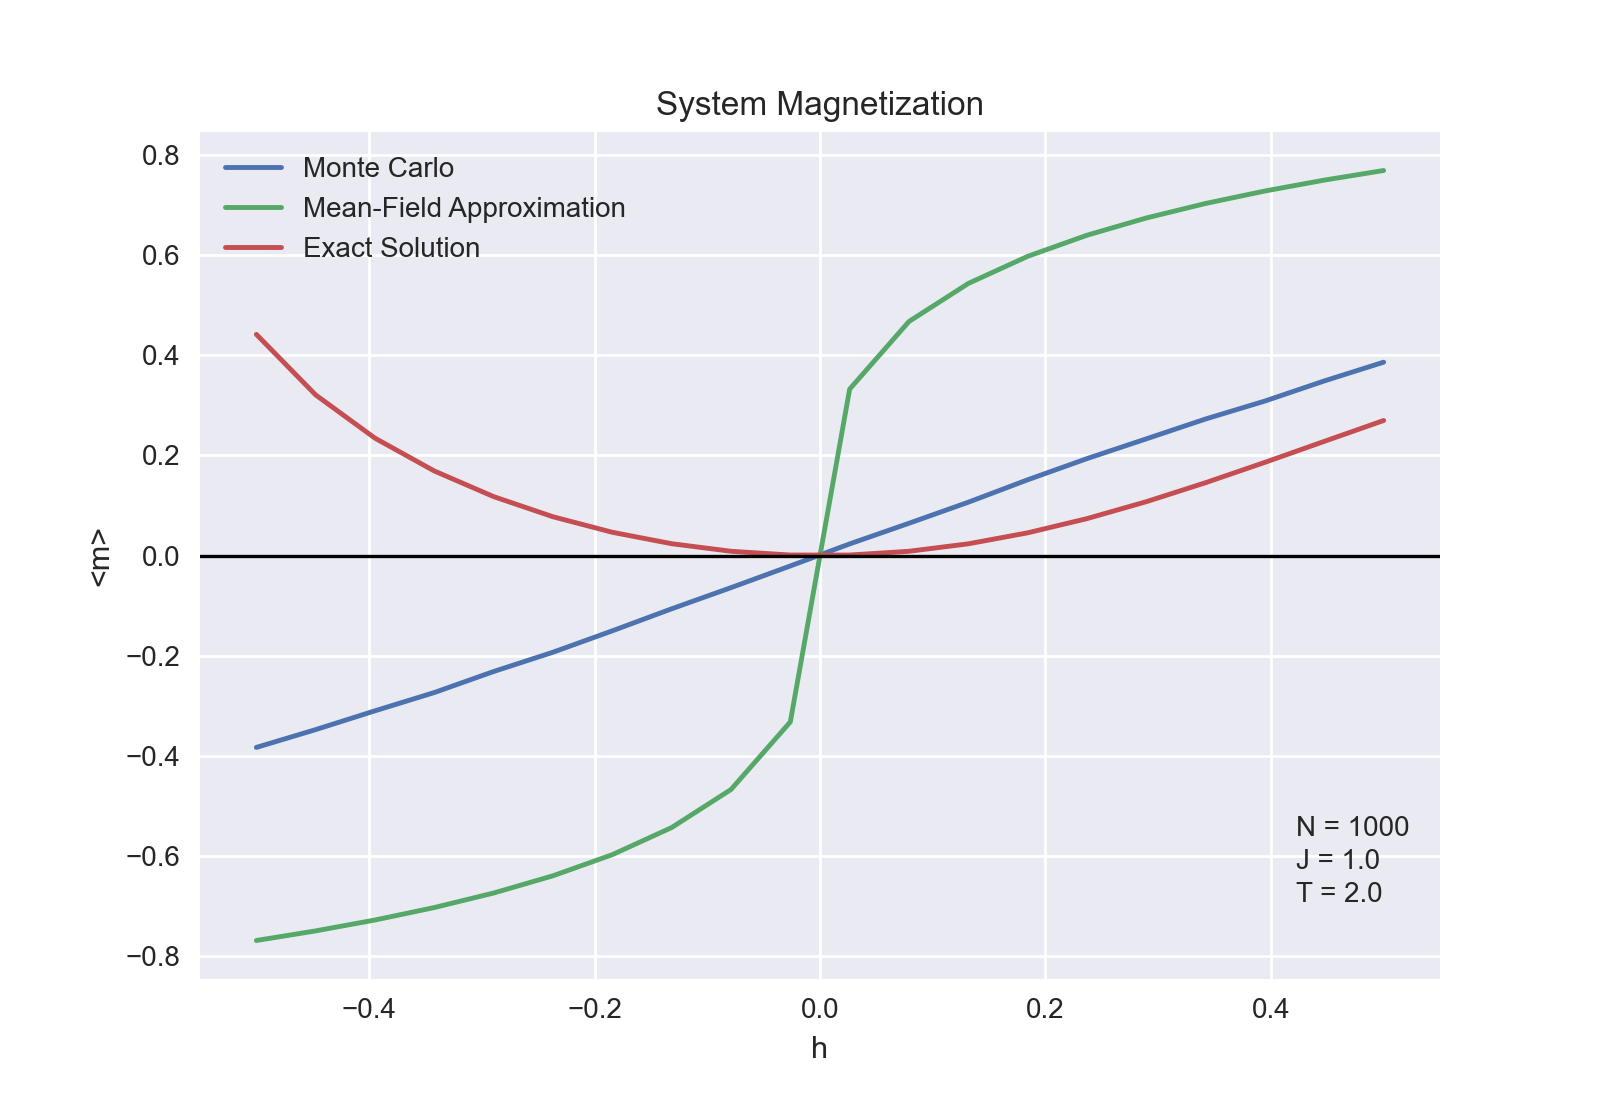 System Magnetization
Monte Carlo
Mean-Field Approximation
Exact Solution
0.8
0.6
0.4
0.2
0.0
−0.2
−0.4
−0.6
−0.8
<m>
N = 1000
J = 1.0
T = 2.0
−0.4 −0.2 0.0 0.2 0.4
h